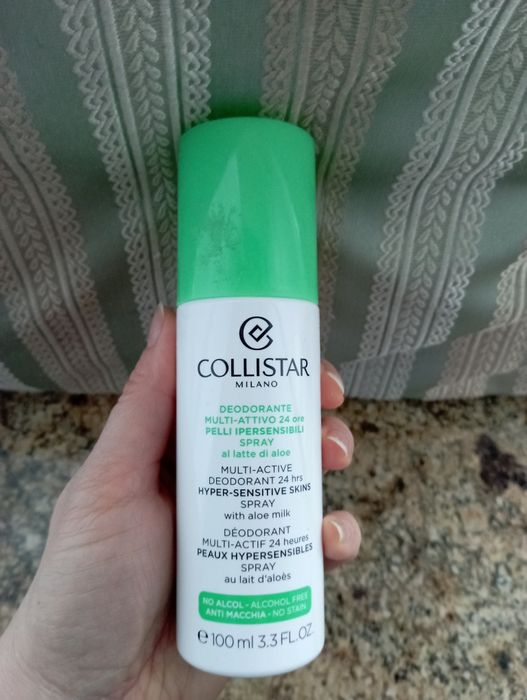 COLLISTAR
MILANO
DEODORANTE
MULTI-ATTIVO 24 ore
PELLI IPERSENSIBILI
SPRAY
al latte di aloe
MULTI-ACTIVE
DEODORANT 24 hrs
HYPER-SENSITIVE SKINS
SPRAY
with aloe milk
DÉODORANT
MULTI-ACTIF 24 heures
PEAUX HYPERSENSIBLES
SPRAY
au lait d'aloès
NO ALCOL - ALCOHOL FREE
ANTI MACCHIA - NO STAIN
℮ 100 ml 3.3 FL.OZ.